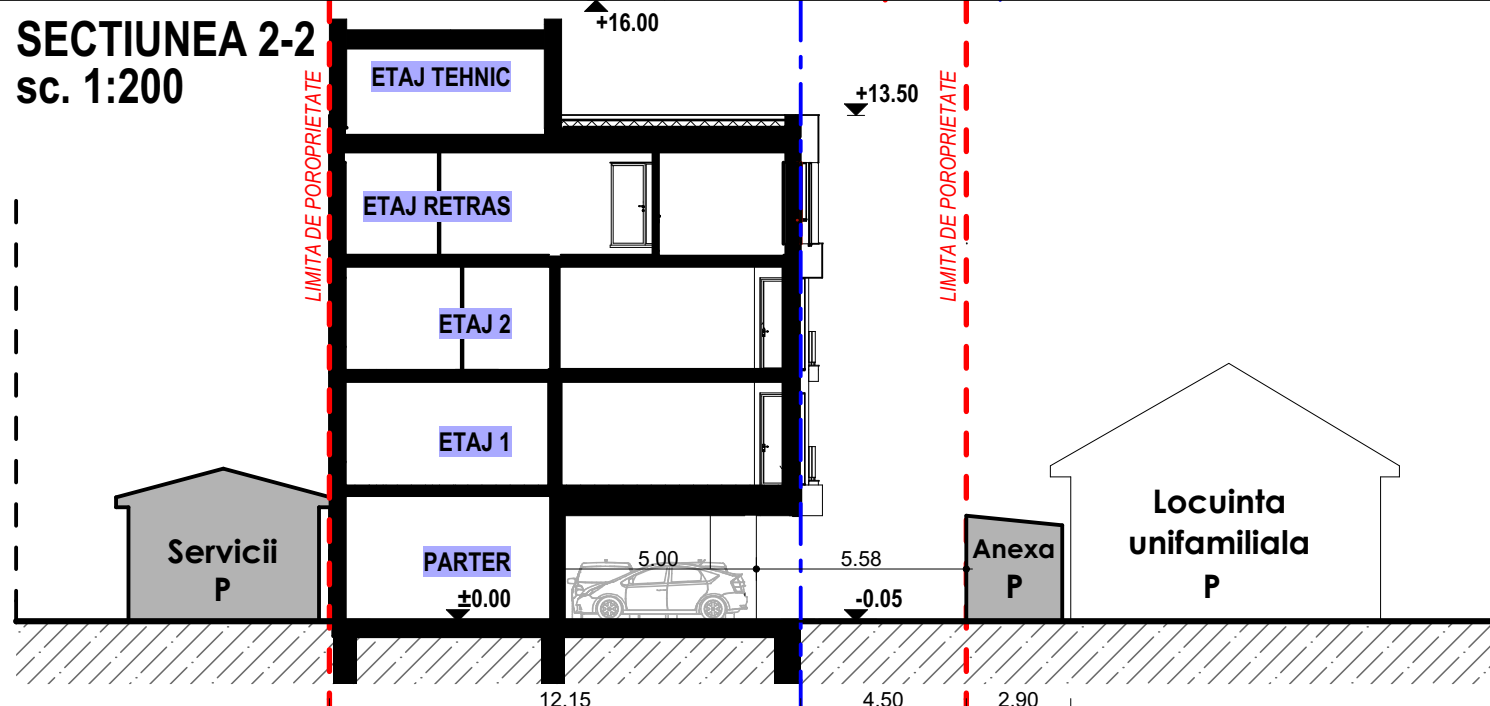 SECTIUNEA 2-2
sc. 1:200
+16.00
ETAJ TEHNIC
+13.50
LIMITA DE POROPRIETATE
LIMITA DE POROPRIETATE
ETAJ RETRAS
ETAJ 2
ETAJ 1
Servicii
P
PARTER
±0.00
5.00
5.58
-0.05
Anexa
P
Locuinta
unifamiliala
P
12.15
4.50
2.90